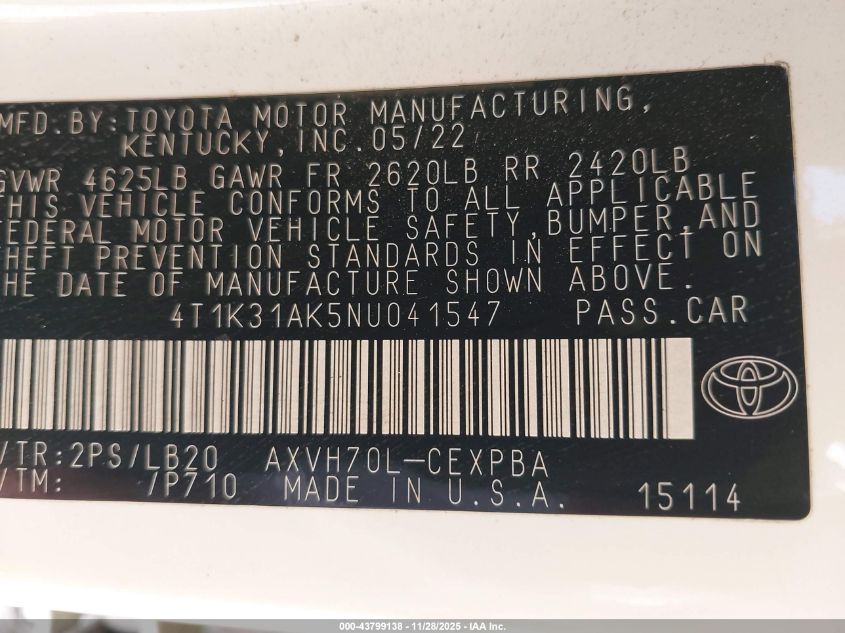 MFD. BY: TOYOTA MOTOR MANUFACTURING,
KENTUCKY, INC. 05/22
GVWR 4625LB GAWR FR 2620LB RR 2420LB
THIS VEHICLE CONFORMS TO ALL APPLICABLE
FEDERAL MOTOR VEHICLE SAFETY, BUMPER, AND
THEFT PREVENTION STANDARDS IN EFFECT ON
THE DATE OF MANUFACTURE SHOWN ABOVE.
4T1K31AK5NU041547 PASS. CAR
/TR: 2PS/LB20 AXVH70L-CEXPBA
/TM: /P710 MADE IN U.S.A. 15114
000-43799138 - 11/28/2025 - IAA Inc.